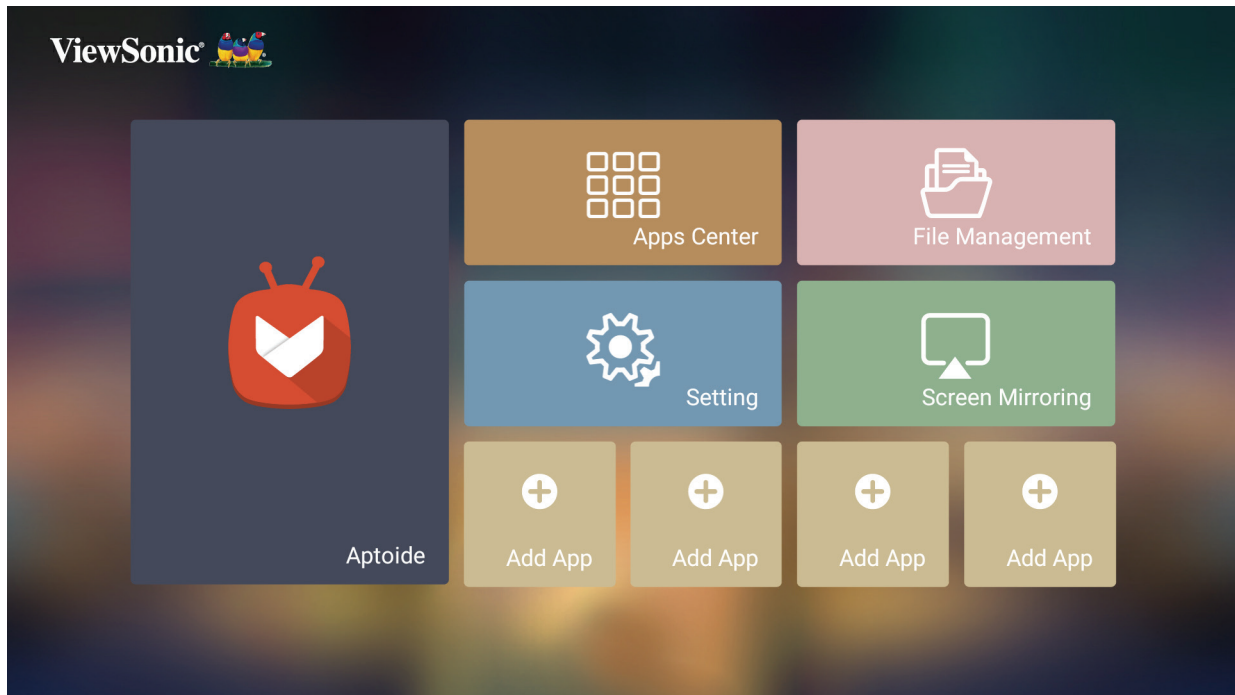 ViewSonic®
Apps Center
File Management
Setting
Screen Mirroring
Aptoide
Add App
Add App
Add App
Add App